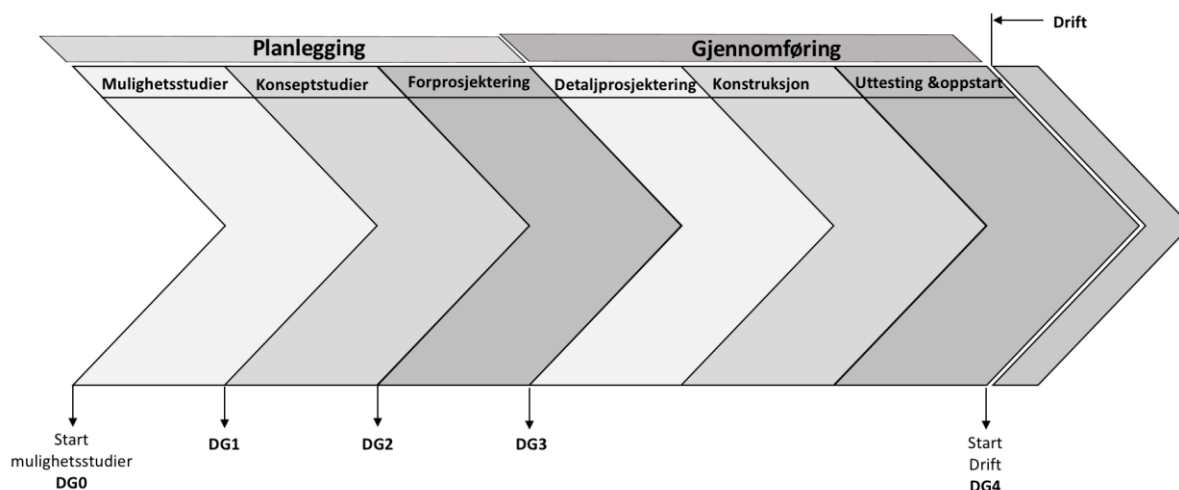 Drift
Planlegging
Gjennomføring
Mulighetsstudier
Konseptstudier
Forprosjektering
Detaljprosjektering
Konstruksjon
Uttesting &oppstart
Start
mulighetsstudier
DG0
DG1
DG2
DG3
Start
Drift
DG4